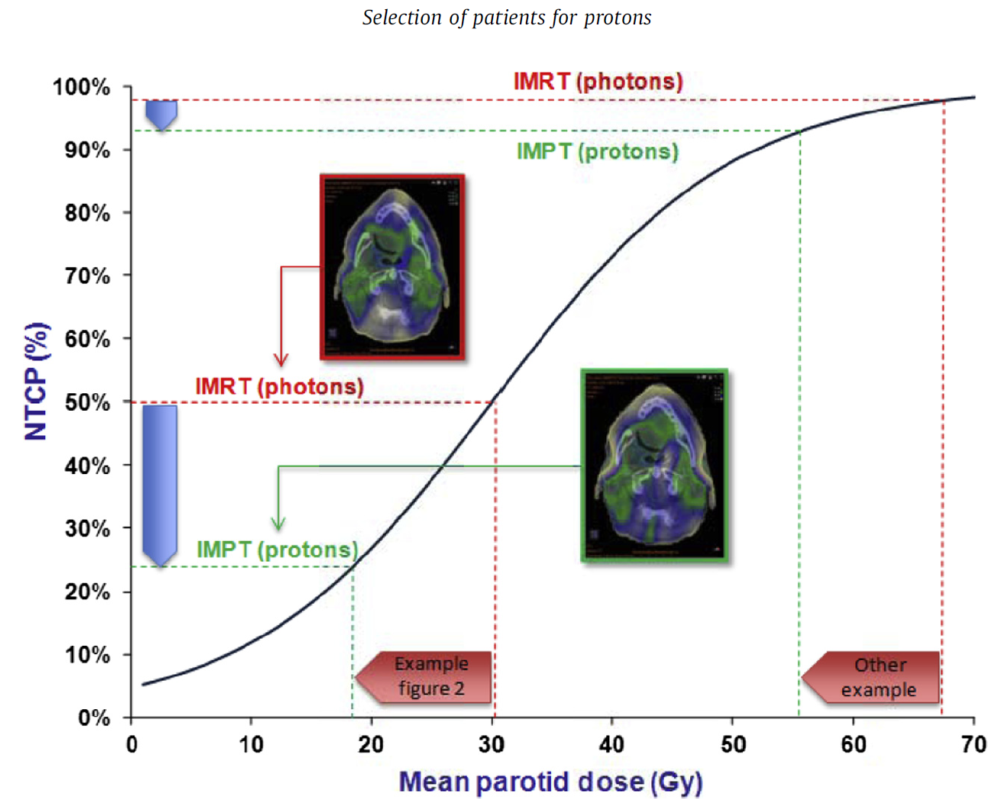 Selection of patients for protons
IMRT (photons)
100%
IMPT (protons)
90%
80%
70%
60%
IMRT (photons)
50%
40%
30%
IMPT (protons)
20%
10%
0%
NTCP (%)
Example
figure 2
Other
example
0 10 20 30 40 50 60 70
Mean parotid dose (Gy)